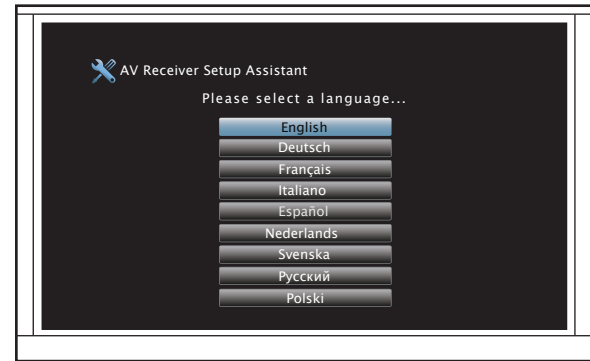 AV Receiver Setup Assistant
Please select a language...
English
Deutsch
Français
Italiano
Español
Nederlands
Svenska
Русский
Polski